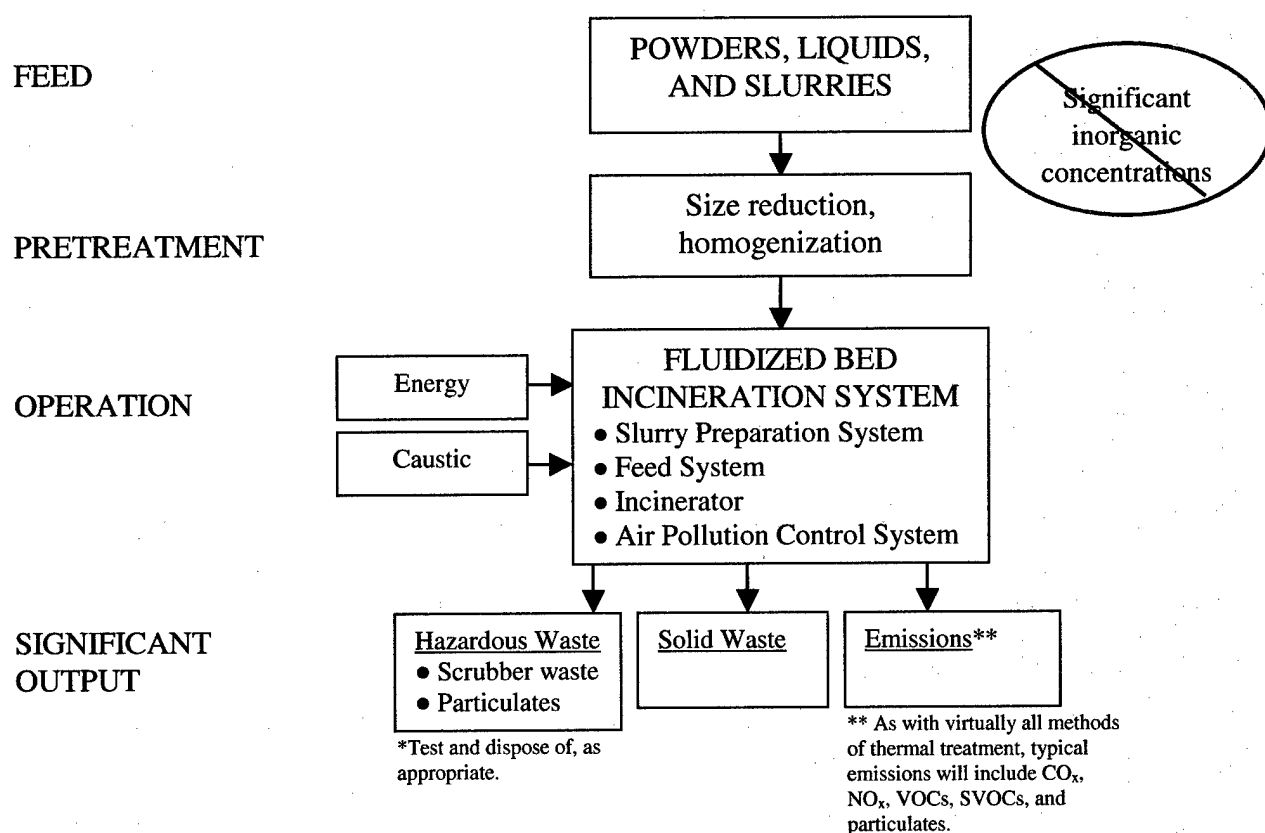 FEED
POWDERS, LIQUIDS,
AND SLURRIES
Significant
inorganic
concentrations
PRETREATMENT
Size reduction,
homogenization
OPERATION
Energy
Caustic
FLUIDIZED BED
INCINERATION SYSTEM
● Slurry Preparation System
● Feed System
● Incinerator
● Air Pollution Control System
SIGNIFICANT
OUTPUT
Hazardous Waste
● Scrubber waste
● Particulates
*Test and dispose of, as
appropriate.
Solid Waste
Emissions**
** As with virtually all methods
of thermal treatment, typical
emissions will include COₓ,
NOₓ, VOCs, SVOCs, and
particulates.